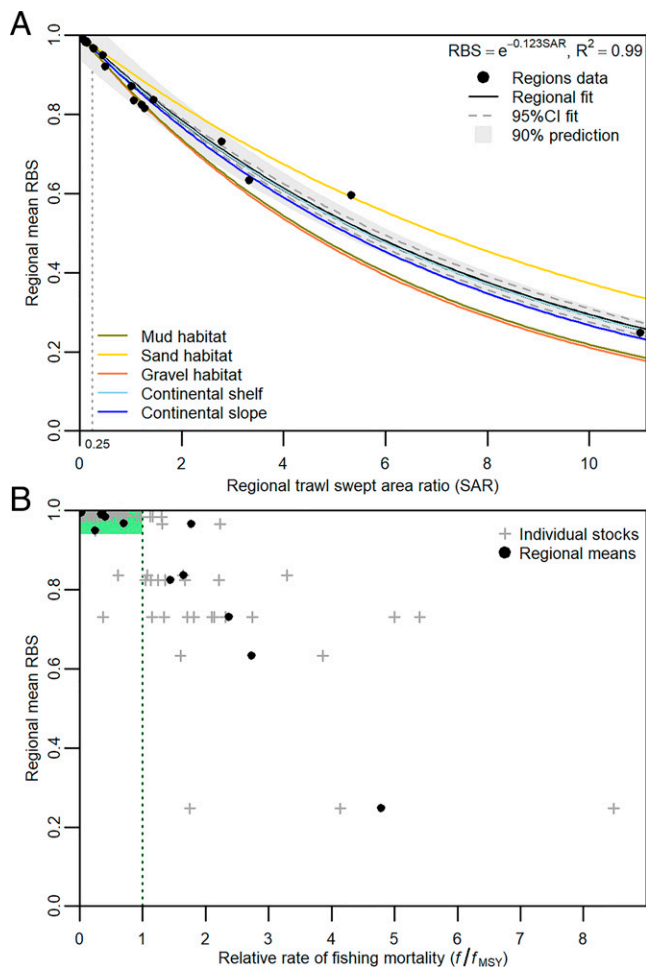 A
RBS = e^−0.123SAR, R² = 0.99
Regions data
Regional fit
95%CI fit
90% prediction
Regional mean RBS
0.0
0.2
0.4
0.6
0.8
1.0
Mud habitat
Sand habitat
Gravel habitat
Continental shelf
Continental slope
0.25
0
2
4
6
8
10
Regional trawl swept area ratio (SAR)
B
Individual stocks
Regional means
Regional mean RBS
0.0
0.2
0.4
0.6
0.8
1.0
0
1
2
3
4
5
6
7
8
9
Relative rate of fishing mortality (f/fMSY)